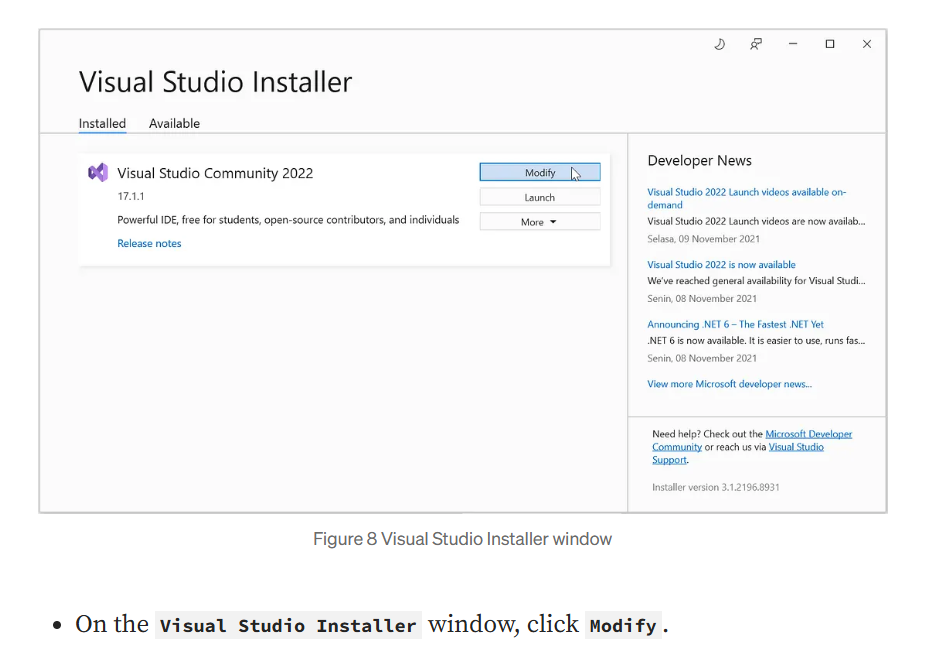 Visual Studio Installer
Installed Available
Visual Studio Community 2022
17.1.1
Powerful IDE, free for students, open-source contributors, and individuals
Release notes
Modify
Launch
More
Developer News
Visual Studio 2022 Launch videos available on-
demand
Visual Studio 2022 Launch videos are now availab...
Selasa, 09 November 2021
Visual Studio 2022 is now available
We've reached general availability for Visual Studi...
Senin, 08 November 2021
Announcing .NET 6 – The Fastest .NET Yet
.NET 6 is now available. It is easier to use, runs fas...
Senin, 08 November 2021
View more Microsoft developer news...
Need help? Check out the Microsoft Developer
Community or reach us via Visual Studio
Support.
Installer version 3.1.2196.8931
Figure 8 Visual Studio Installer window
• On the Visual Studio Installer window, click Modify.